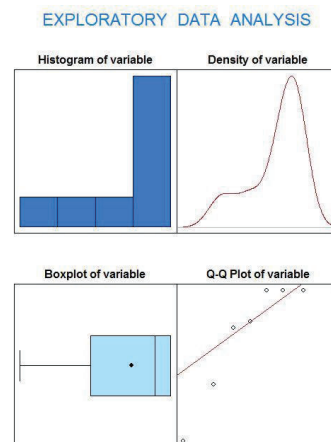 EXPLORATORY DATA ANALYSIS
Histogram of variable
Density of variable
Boxplot of variable
Q-Q Plot of variable